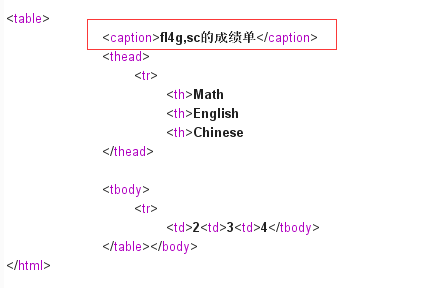 <table>
<caption>fl4g,sc的成绩单</caption>
<thead>
<tr>
<th>Math
<th>English
<th>Chinese
</thead>
<tbody>
<tr>
<td>2<td>3<td>4</tbody>
</table></body>
</html>